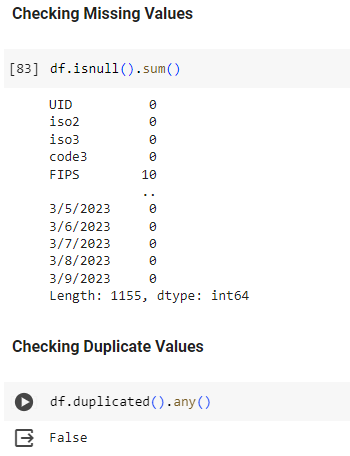 Checking Missing Values
[83] df.isnull().sum()
UID 0
iso2 0
iso3 0
code3 0
FIPS 10
..
3/5/2023 0
3/6/2023 0
3/7/2023 0
3/8/2023 0
3/9/2023 0
Length: 1155, dtype: int64
Checking Duplicate Values
df.duplicated().any()
False